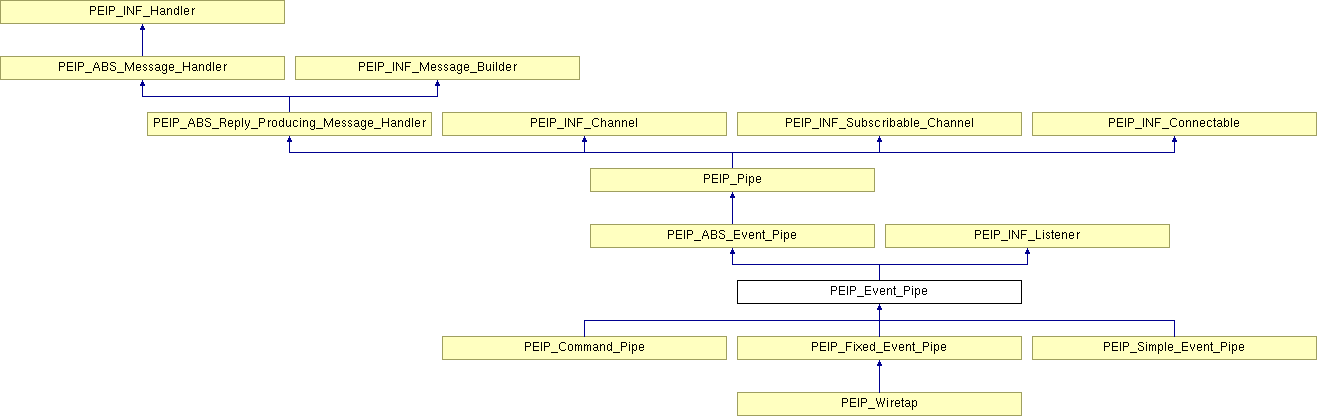 PEIP_INF_Handler
PEIP_ABS_Message_Handler
PEIP_INF_Message_Builder
PEIP_ABS_Reply_Producing_Message_Handler
PEIP_INF_Channel
PEIP_INF_Subscribable_Channel
PEIP_INF_Connectable
PEIP_Pipe
PEIP_ABS_Event_Pipe
PEIP_INF_Listener
PEIP_Event_Pipe
PEIP_Command_Pipe
PEIP_Fixed_Event_Pipe
PEIP_Simple_Event_Pipe
PEIP_Wiretap